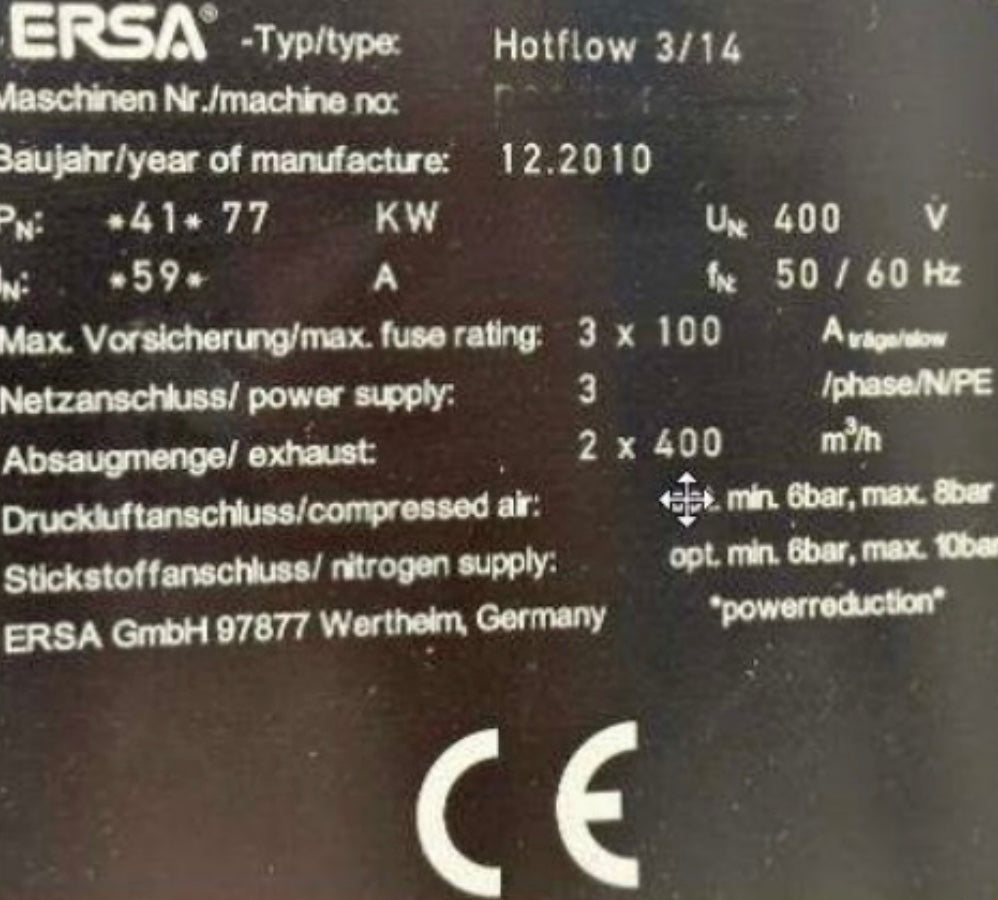 ERSA® -Typ/type: Hotflow 3/14
Maschinen Nr./machine no:
Baujahr/year of manufacture: 12.2010
PN: *41* 77 KW UN: 400 V
IN: *59* A fN: 50 / 60 Hz
Max. Vorsicherung/max. fuse rating: 3 x 100 A träge/slow
Netzanschluss/ power supply: 3 /phase/N/PE
Absaugmenge/ exhaust: 2 x 400 m³/h
Druckluftanschluss/compressed air: min. 6bar, max. 8bar
Stickstoffanschluss/ nitrogen supply: opt. min. 6bar, max. 10bar
ERSA GmbH 97877 Wertheim, Germany *powerreduction*
CE